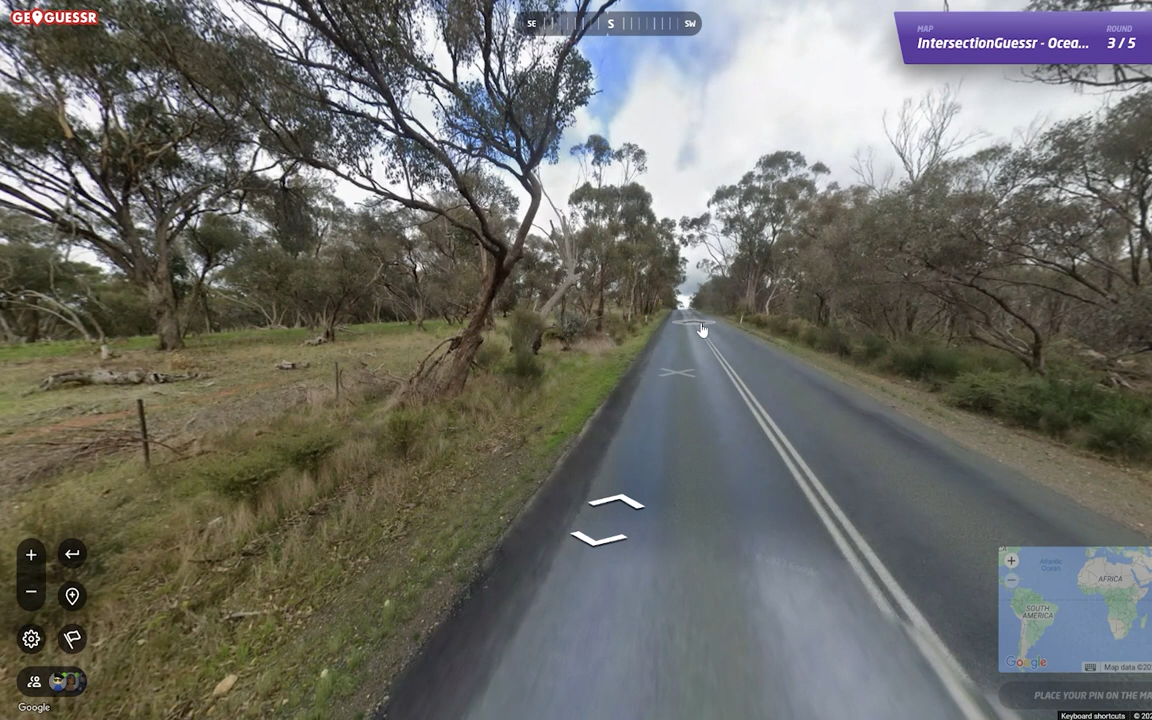 GEOGUESSR
SE S SW
MAP
IntersectionGuessr - Ocea...
ROUND
3 / 5
+
−
+
−
Atlantic
Ocean
AFRICA
SOUTH
AMERICA
Google
Map data ©20
PLACE YOUR PIN ON THE MA
Google
Keyboard shortcuts
© 202